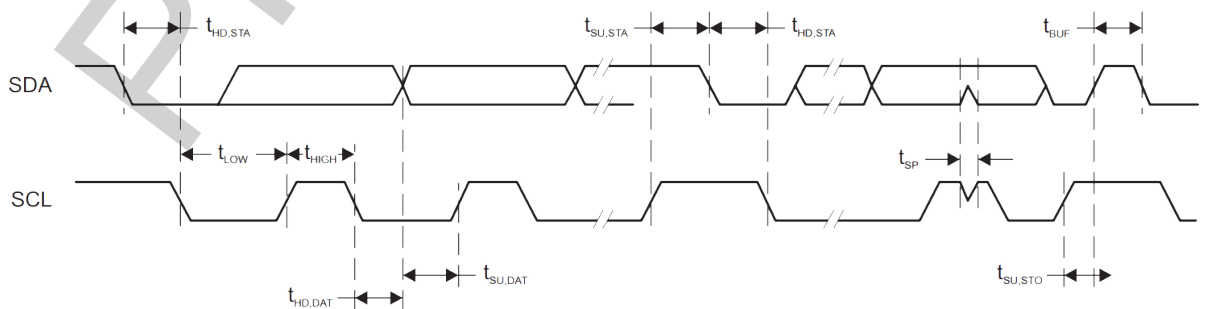 tHD,STA
tSU,STA
tHD,STA
tBUF
SDA
tLOW
tHIGH
tSP
SCL
tSU,DAT
tSU,STO
tHD,DAT